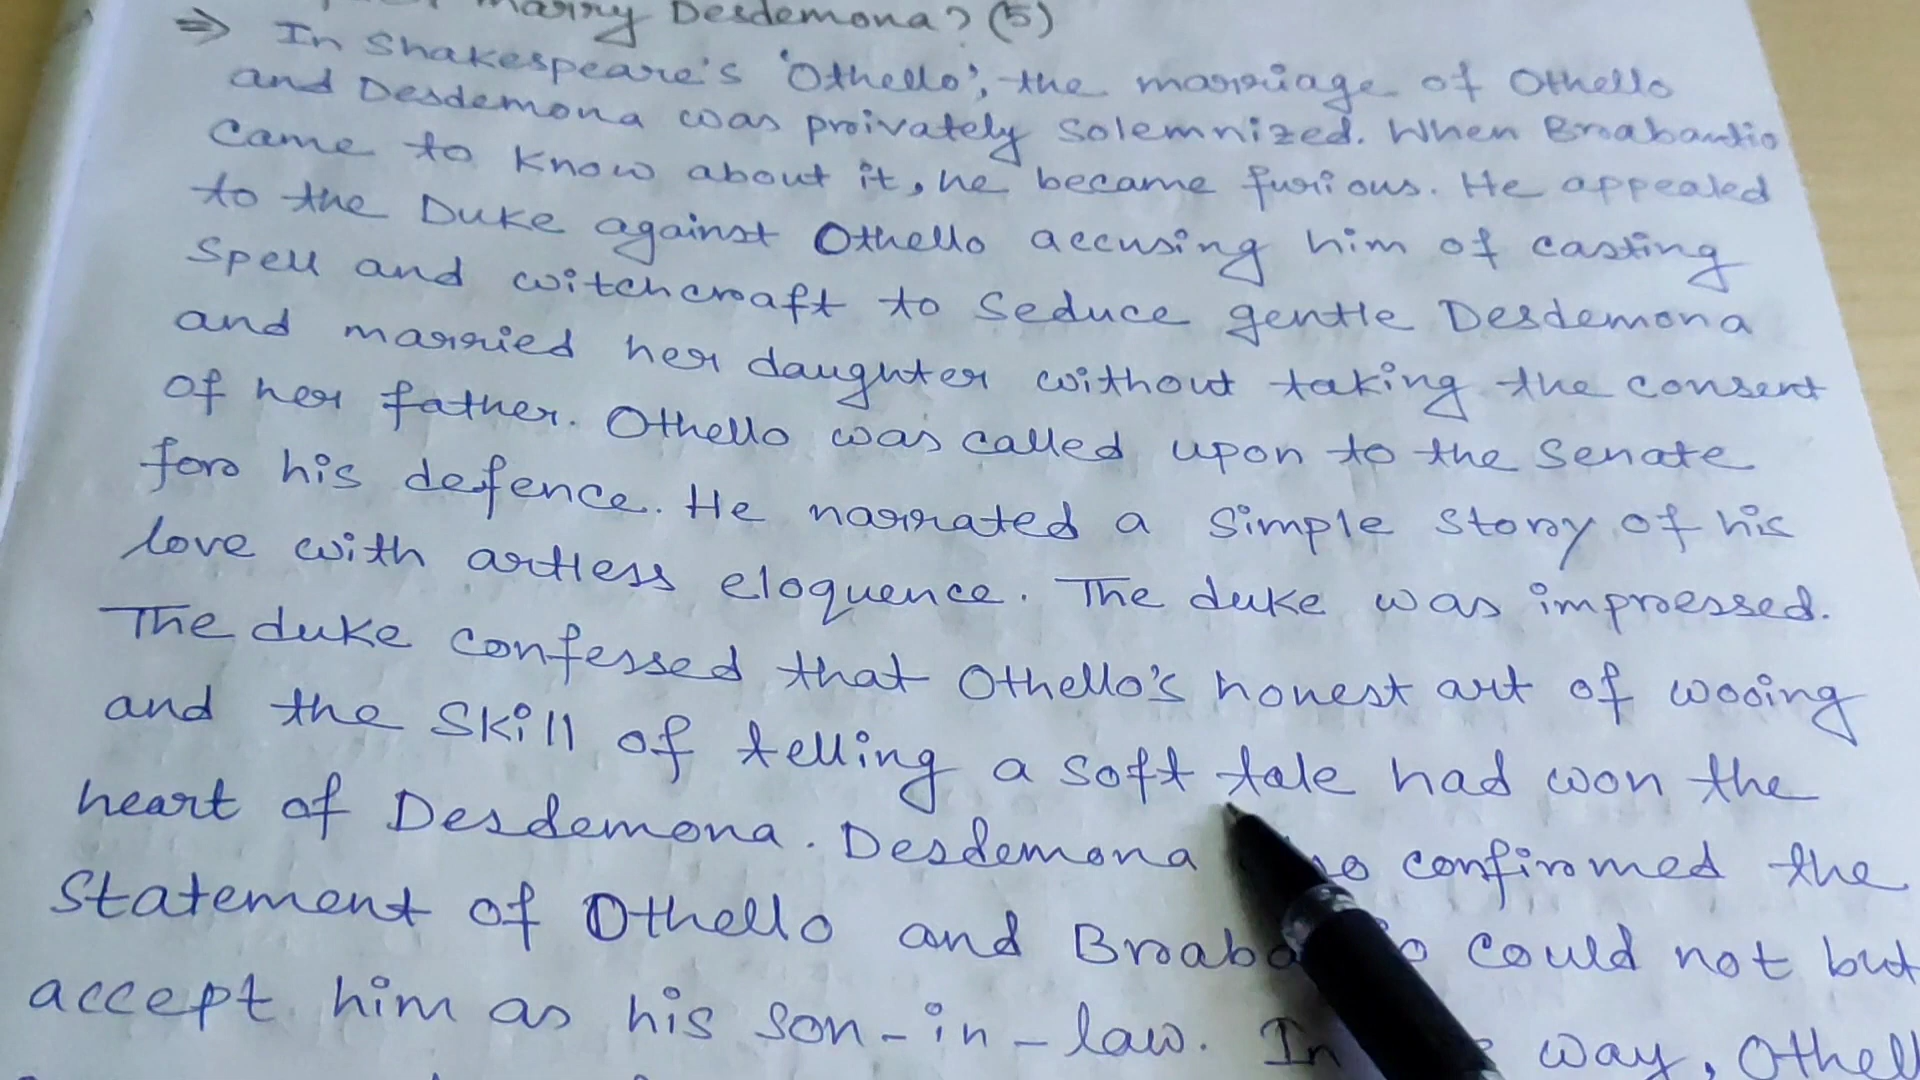 marry Desdemona? (5)
⇒ In Shakespeare's 'Othello', the marriage of Othello
and Desdemona was privately solemnized. When Brabantio
came to know about it, he became furious. He appealed
to the Duke against Othello accusing him of casting
spell and witchcraft to seduce gentle Desdemona
and married her daughter without taking the consent
of her father. Othello was called upon to the Senate
for his defence. He narrated a simple story of his
love with artless eloquence. The duke was impressed.
The duke confessed that Othello's honest art of wooing
and the skill of telling a soft tale had won the
heart of Desdemona. Desdemona confirmed the
statement of Othello and Brabantio could not but
accept him as his son-in-law. In way, Othell